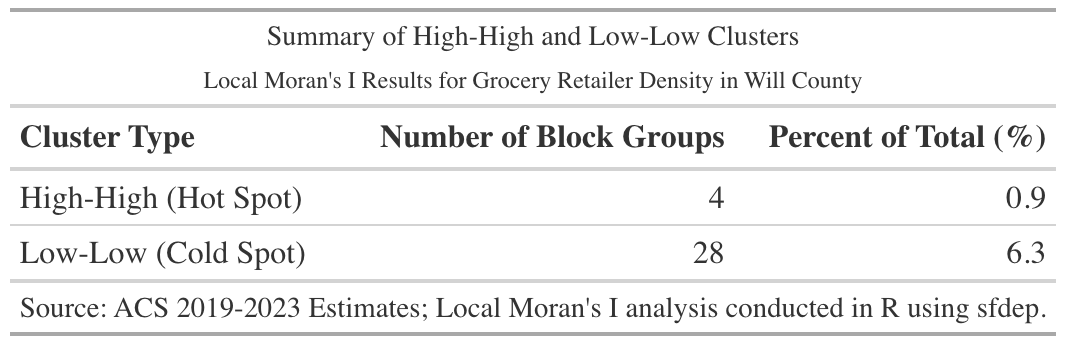 Summary of High-High and Low-Low Clusters
Local Moran's I Results for Grocery Retailer Density in Will County
Cluster Type Number of Block Groups Percent of Total (%)
High-High (Hot Spot) 4 0.9
Low-Low (Cold Spot) 28 6.3
Source: ACS 2019-2023 Estimates; Local Moran's I analysis conducted in R using sfdep.